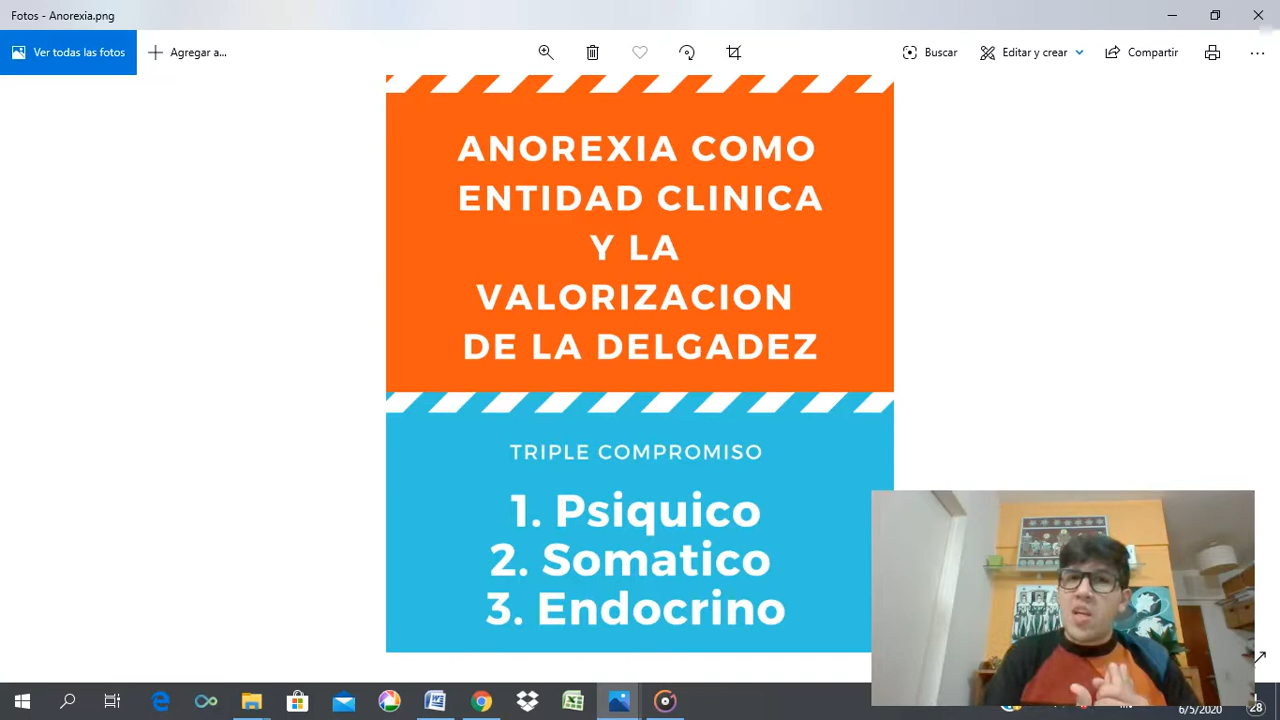 Fotos - Anorexia.png
Ver todas las fotos
Agregar a...
Buscar
Editar y crear
Compartir
ANOREXIA COMO
ENTIDAD CLINICA
Y LA
VALORIZACION
DE LA DELGADEZ
TRIPLE COMPROMISO
1. Psiquico
2. Somatico
3. Endocrino
6/5/2020
28